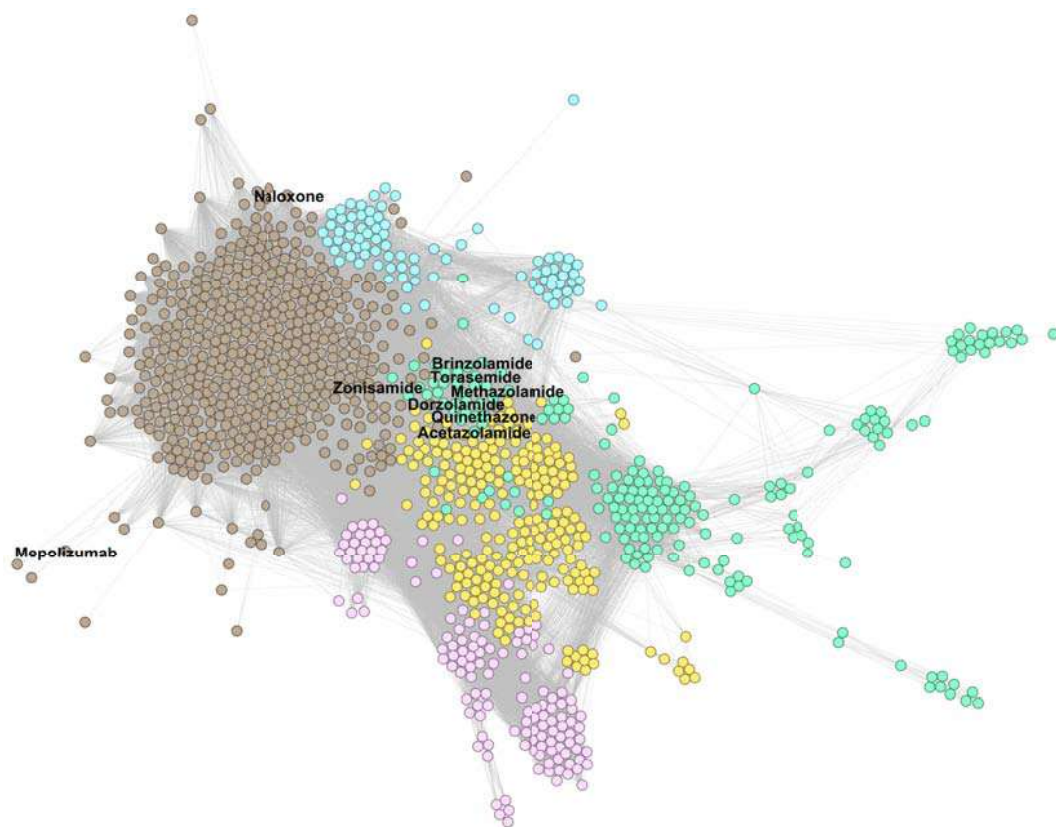 Naloxone
Brinzolamide
Torasemide
Zonisamide
Methazolamide
Dorzolamide
Quinethazone
Acetazolamide
Mepolizumab